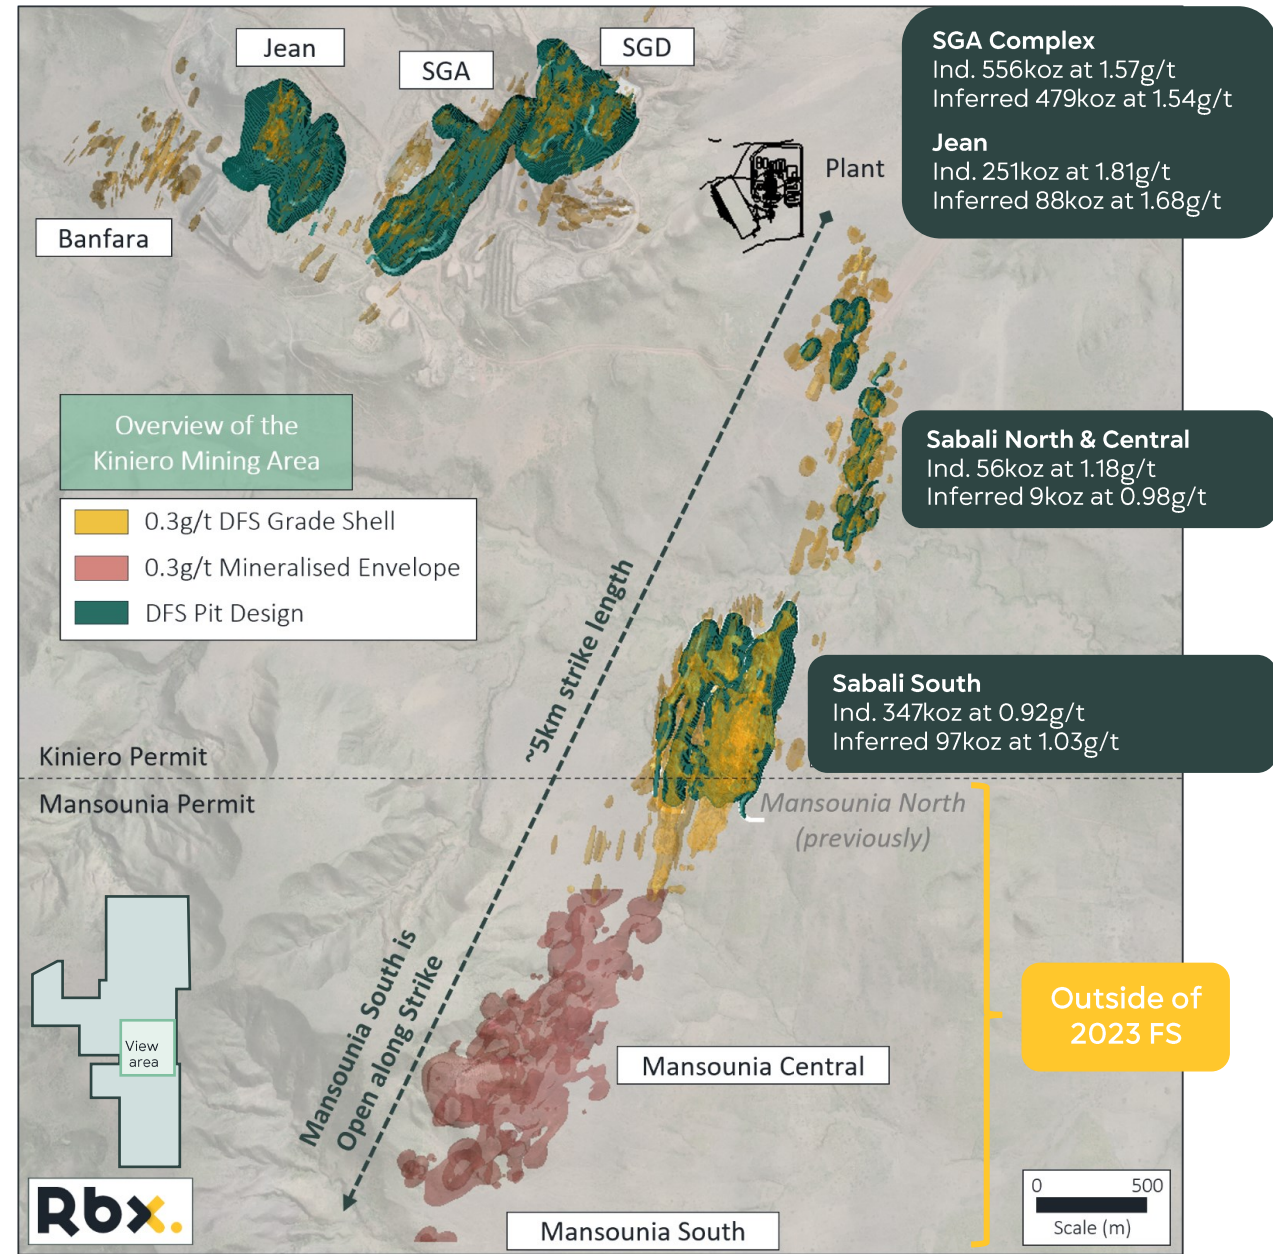 Jean
SGA
SGD
Banfara
Plant
SGA Complex
Ind. 556koz at 1.57g/t
Inferred 479koz at 1.54g/t
Jean
Ind. 251koz at 1.81g/t
Inferred 88koz at 1.68g/t
Overview of the
Kiniero Mining Area
0.3g/t DFS Grade Shell
0.3g/t Mineralised Envelope
DFS Pit Design
Sabali North & Central
Ind. 56koz at 1.18g/t
Inferred 9koz at 0.98g/t
~5km strike length
Sabali South
Ind. 347koz at 0.92g/t
Inferred 97koz at 1.03g/t
Kiniero Permit
Mansounia Permit
Mansounia North
(previously)
Mansounia South is
Open along Strike
View
area
Outside of
2023 FS
Mansounia Central
Mansounia South
Rbx.
0 500
Scale (m)